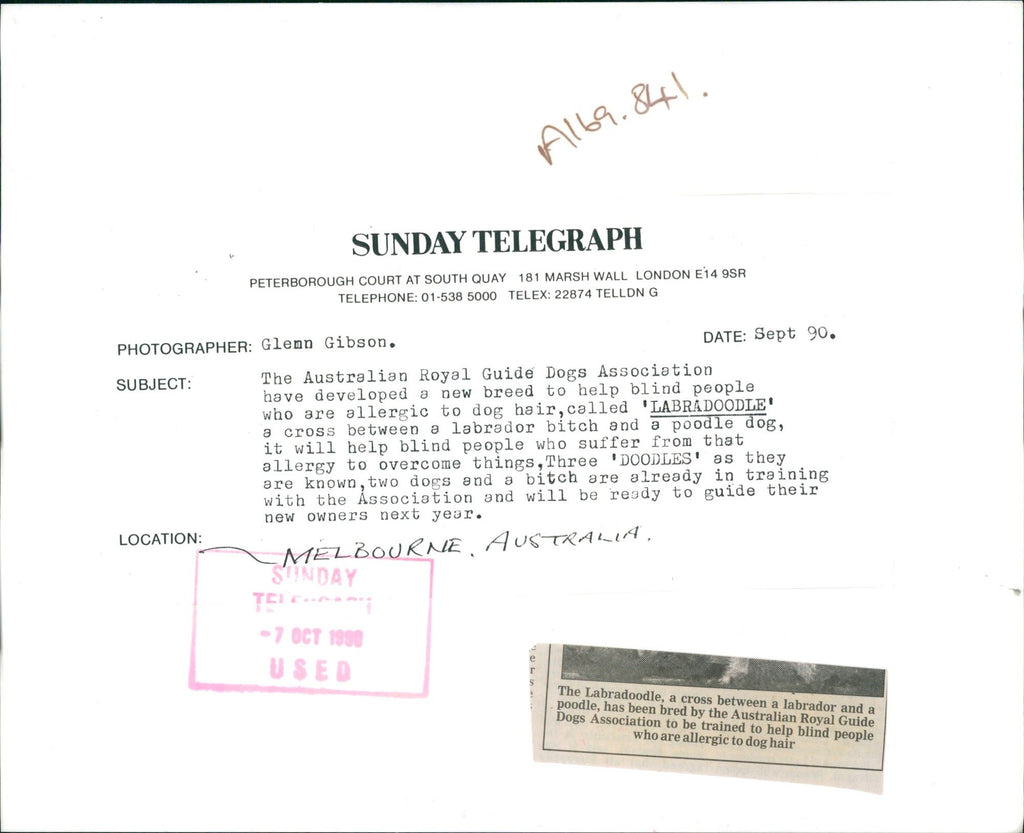 A169.841.
SUNDAY TELEGRAPH
PETERBOROUGH COURT AT SOUTH QUAY 181 MARSH WALL LONDON E14 9SR
TELEPHONE: 01-538 5000 TELEX: 22874 TELLDN G
PHOTOGRAPHER: Glenn Gibson. DATE: Sept 90.
SUBJECT: The Australian Royal Guide Dogs Association
have developed a new breed to help blind people
who are allergic to dog hair,called 'LABRADOODLE'
a cross between a labrador bitch and a poodle dog,
it will help blind people who suffer from that
allergy to overcome things,Three 'DOODLES' as they
are known,two dogs and a bitch are already in training
with the Association and will be ready to guide their
new owners next year.
LOCATION: MELBOURNE, AUSTRALIA.
SUNDAY
TELEGRAPH
-7 OCT 1990
USED
The Labradoodle, a cross between a labrador and a
poodle, has been bred by the Australian Royal Guide
Dogs Association to be trained to help blind people
who are allergic to dog hair